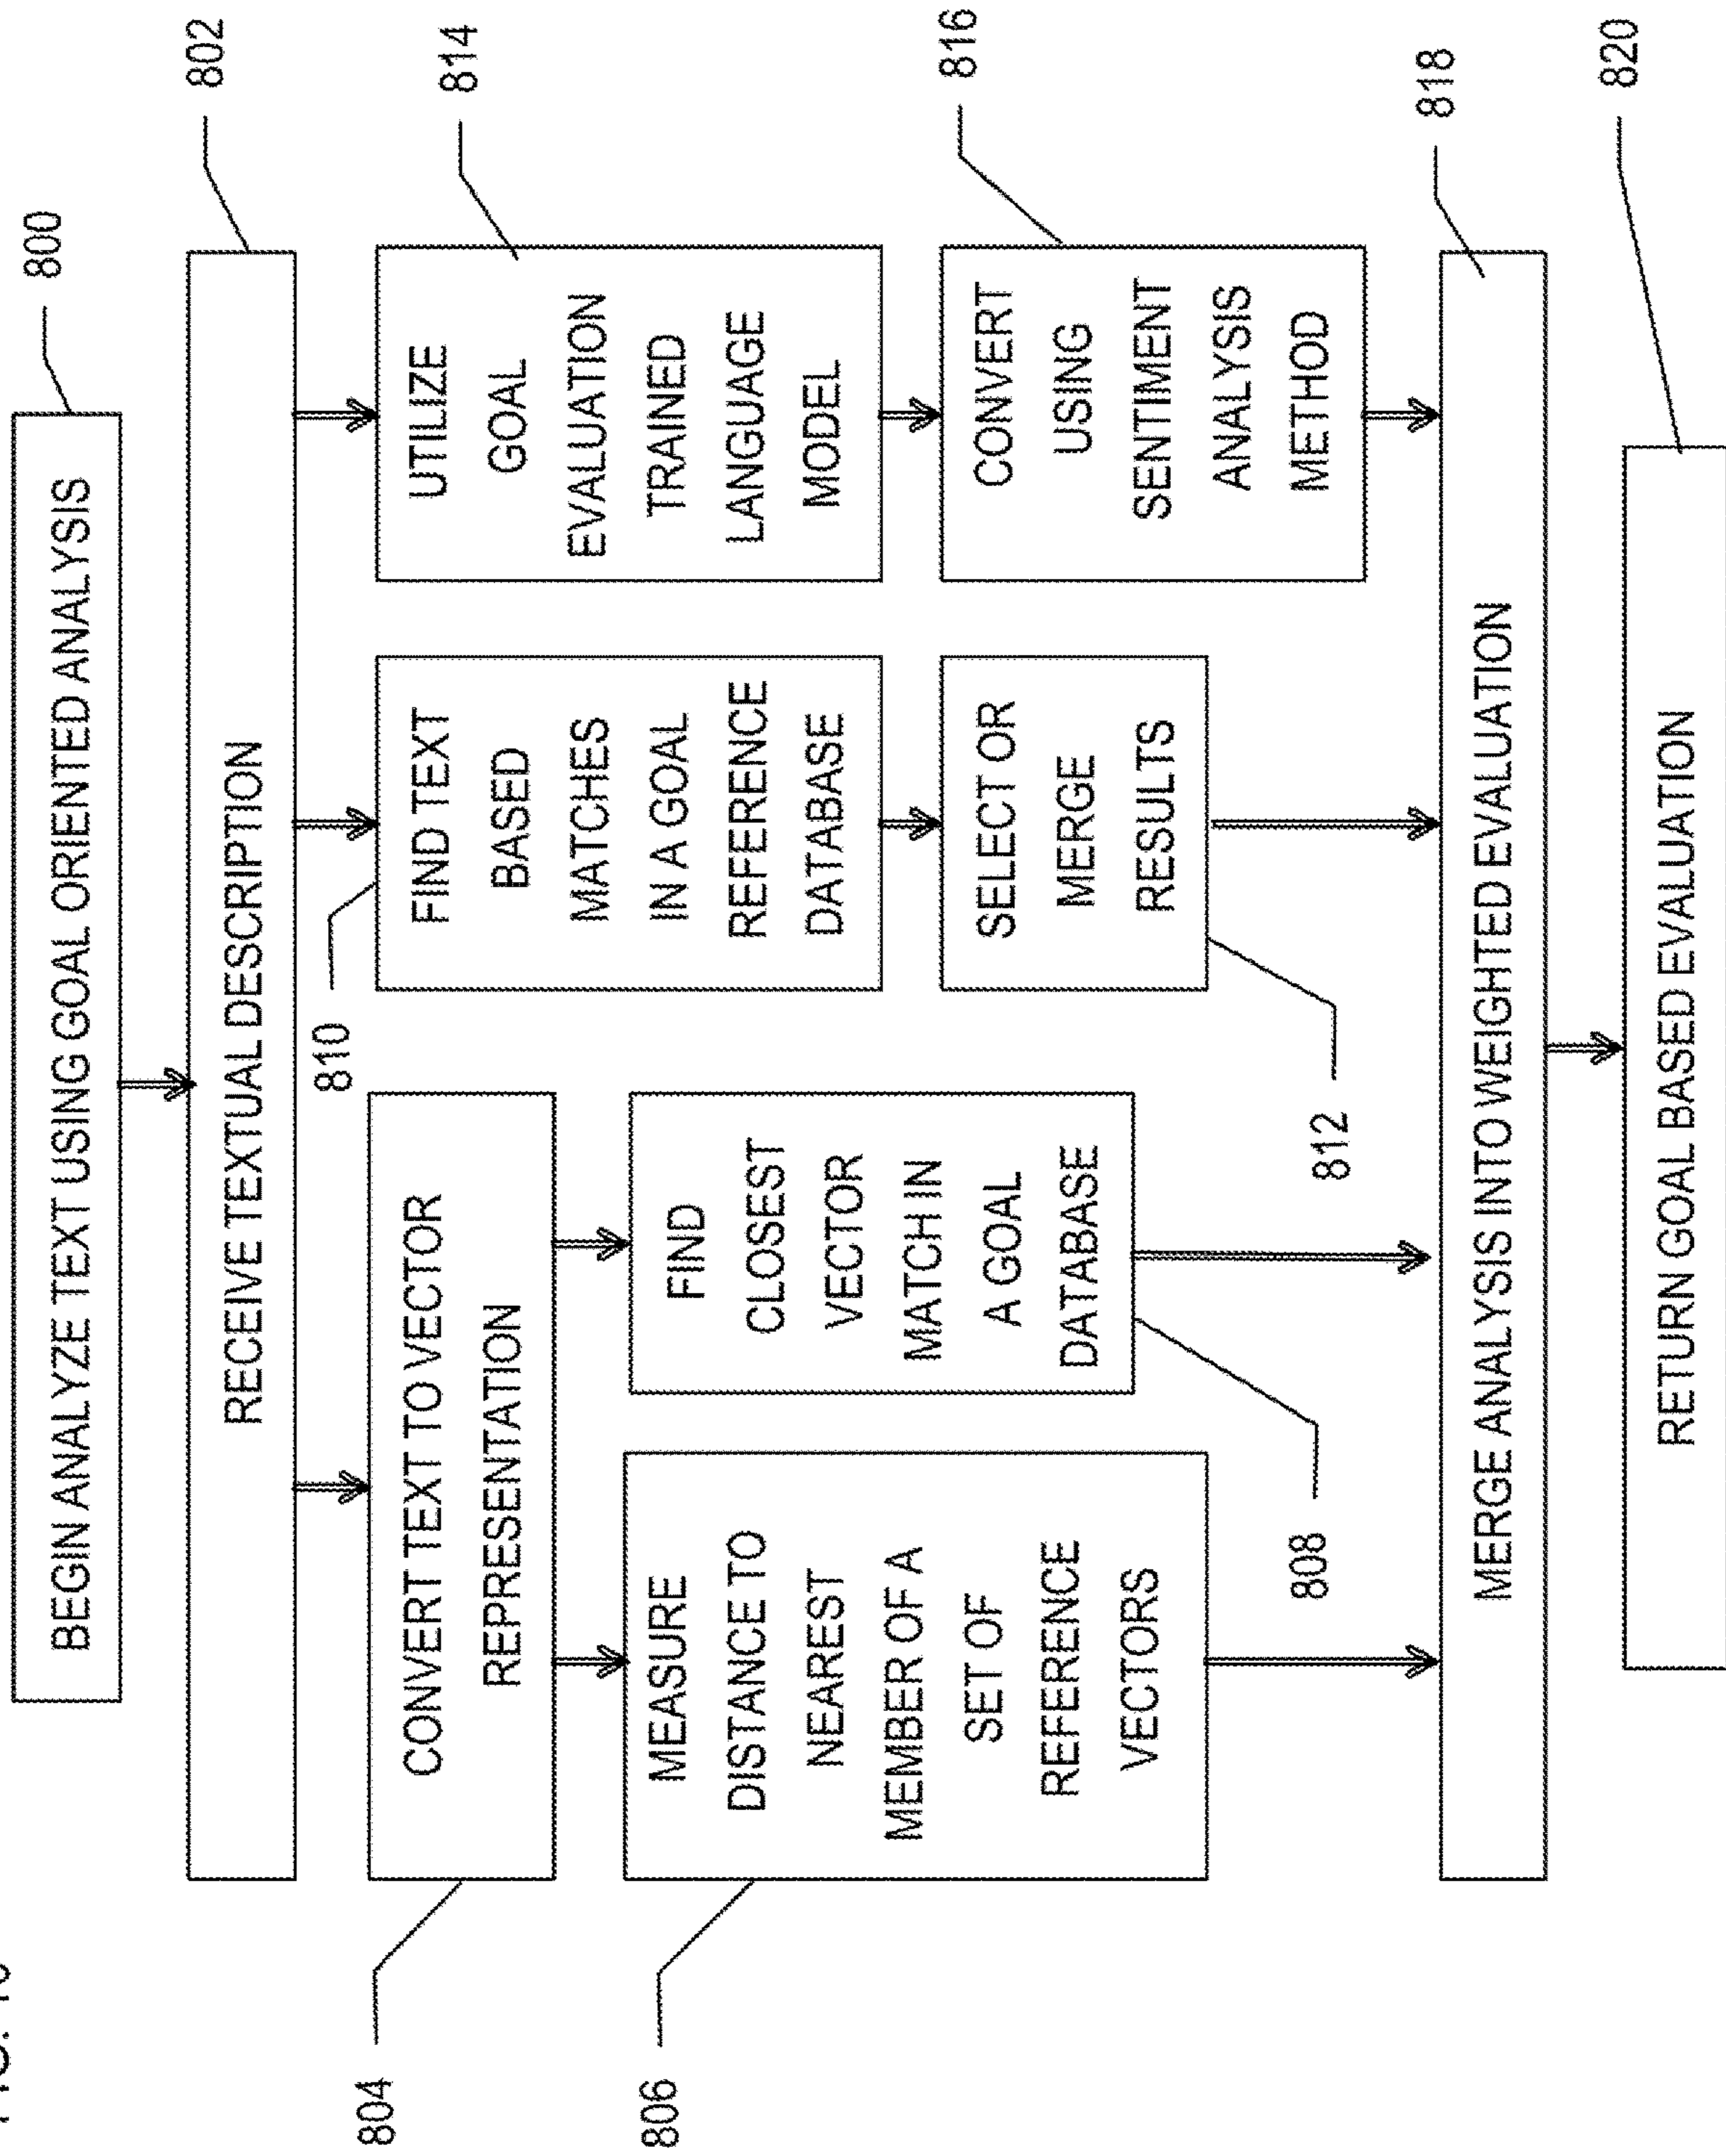 800
BEGIN ANALYZE TEXT USING GOAL ORIENTED ANALYSIS
802
RECEIVE TEXTUAL DESCRIPTION
804
CONVERT TEXT TO VECTOR
REPRESENTATION
806
MEASURE
DISTANCE TO
NEAREST
MEMBER OF A
SET OF
REFERENCE
VECTORS
808
FIND
CLOSEST
VECTOR
MATCH IN
A GOAL
DATABASE
810
FIND TEXT
BASED
MATCHES
IN A GOAL
REFERENCE
DATABASE
812
SELECT OR
MERGE
RESULTS
814
UTILIZE
GOAL
EVALUATION
TRAINED
LANGUAGE
MODEL
816
CONVERT
USING
SENTIMENT
ANALYSIS
METHOD
818
MERGE ANALYSIS INTO WEIGHTED EVALUATION
820
RETURN GOAL BASED EVALUATION